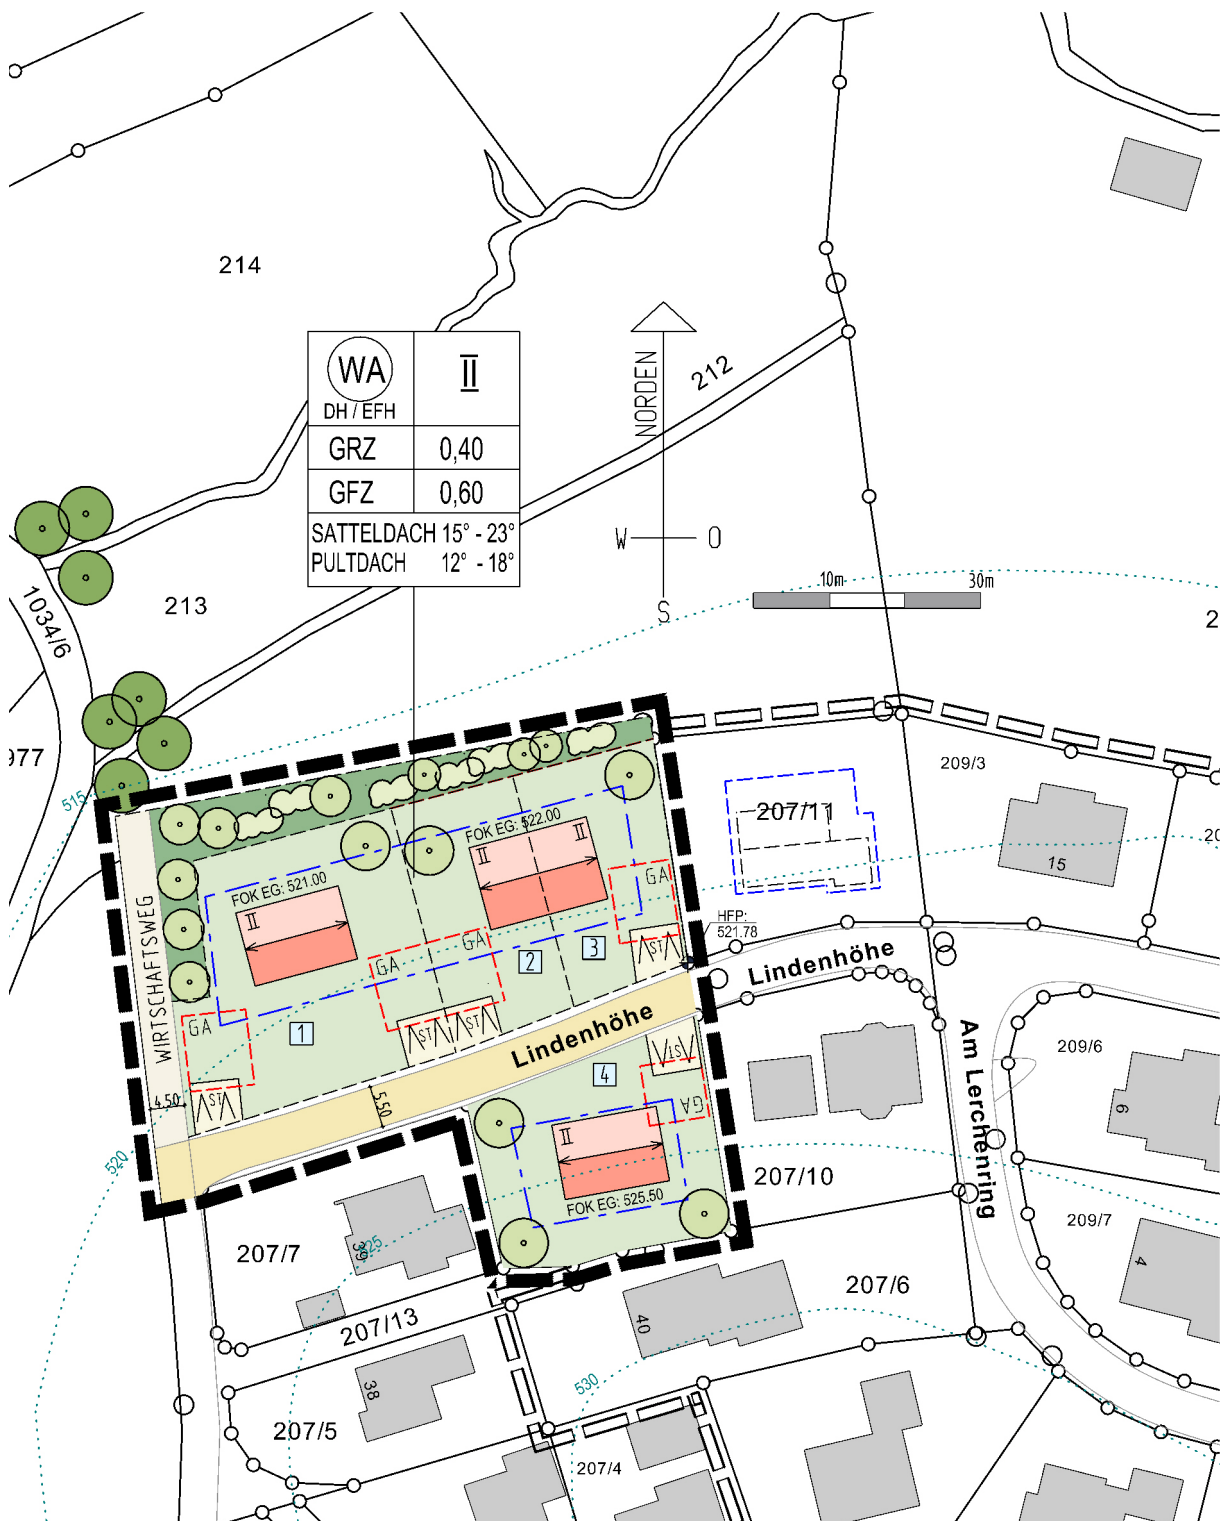 214
WA
II
DH / EFH
GRZ
0,40
GFZ
0,60
SATTELDACH 15° - 23°
PULTDACH 12° - 18°
NORDEN
W
O
S
212
10m
30m
213
1034/6
977
2
515
209/3
207/11
15
20
FOK EG: 522.00
II
II
FOK EG: 521.00
II
GA
HFP:
521.78
WIRTSCHAFTSWEG
GA
GA
2
3
ST
Lindenhöhe
GA
1
ST
ST
Lindenhöhe
Am Lerchenring
209/6
4
ST
GA
4.50
ST
5,50
6
II
520
FOK EG: 525.50
207/10
209/7
207/7
39
525
4
207/6
207/13
40
38
530
207/5
207/4